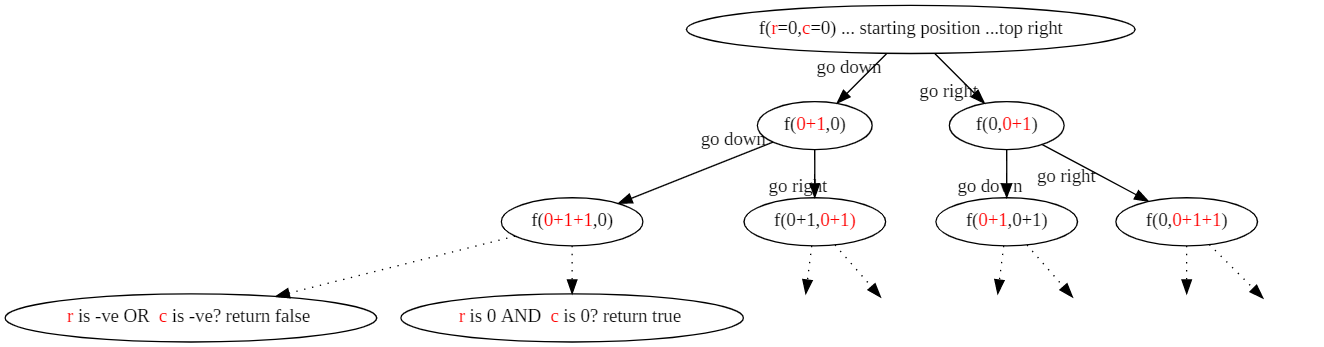 f(r=0,c=0) ... starting position ...top right
go down
go right
f(0+1,0)
f(0,0+1)
go down
go right
go down
go right
f(0+1+1,0)
f(0+1,0+1)
f(0+1,0+1)
f(0,0+1+1)
r is -ve OR  c is -ve? return false
r is 0 AND  c is 0? return true